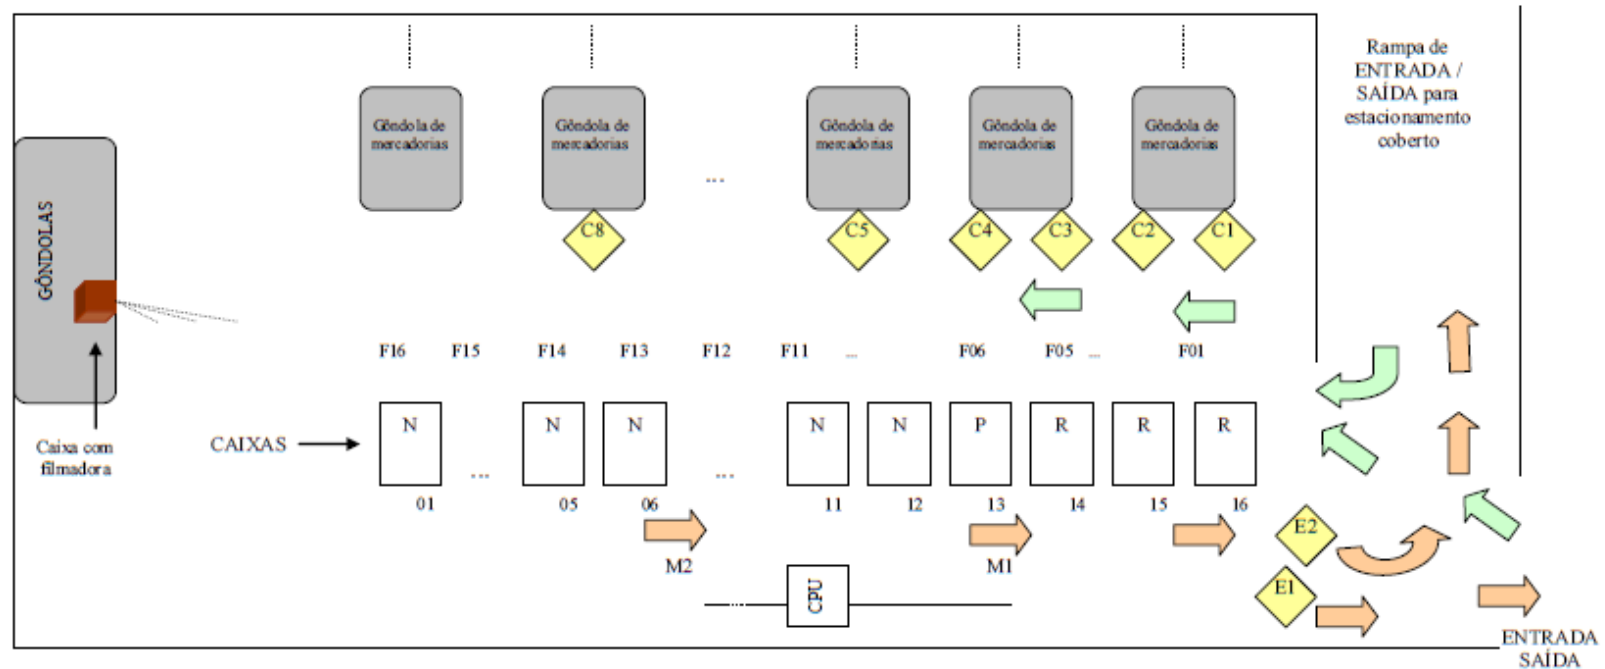 Rampa de
ENTRADA /
SAÍDA para
estacionamento
coberto
Gôndola de
mercadorias
Gôndola de
mercadorias
...
Gôndola de
mercadorias
Gôndola de
mercadorias
Gôndola de
mercadorias
GÔNDOLAS
C8
C5
C4
C3
C2
C1
F16
F15
F14
F13
F12
F11
...
F06
F05
...
F01
Caixa com
filmadora
CAIXAS
N
...
N
N
...
N
N
P
R
R
R
01
05
06
11
12
13
14
15
16
M2
M1
CPU
E2
E1
ENTRADA
SAÍDA